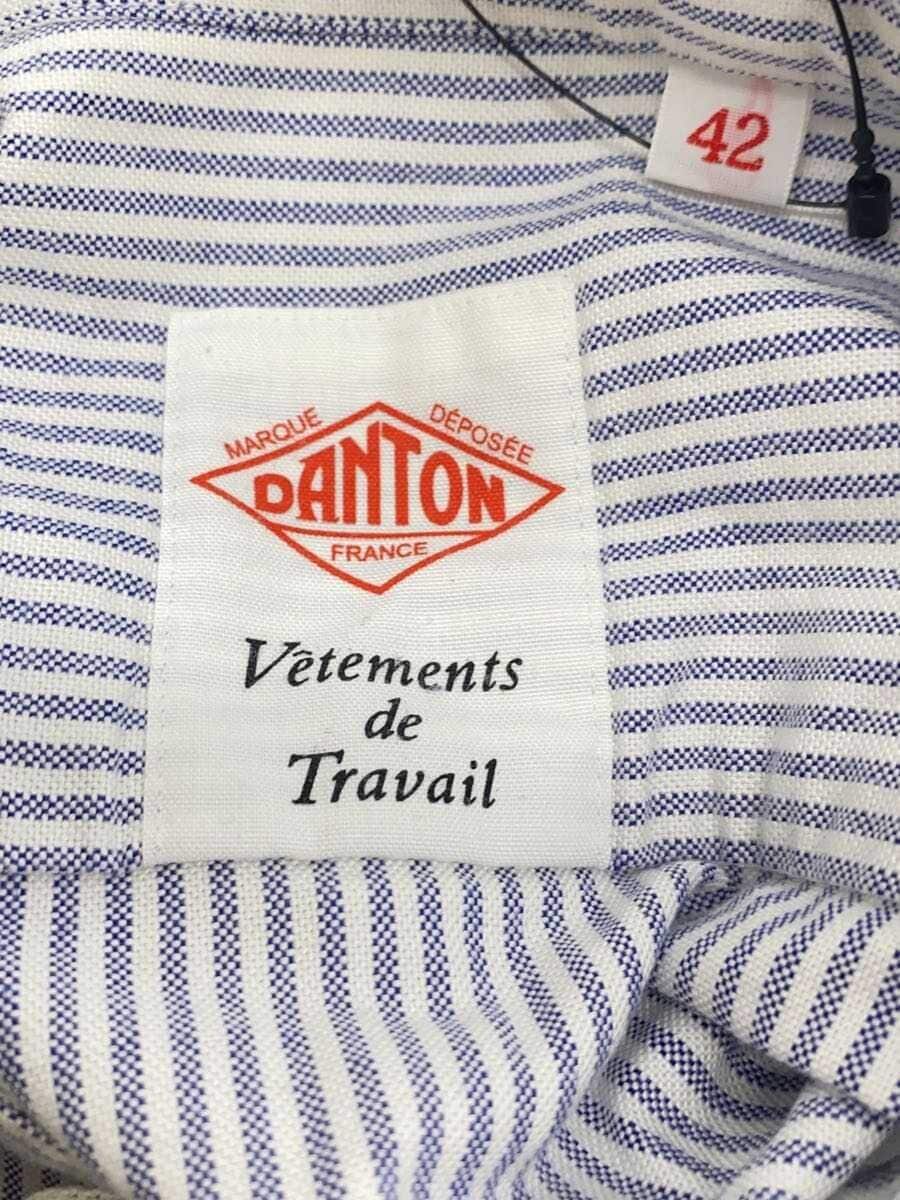 42
MARQUE DÉPOSÉE
DANTON
FRANCE
Vêtements
de
Travail